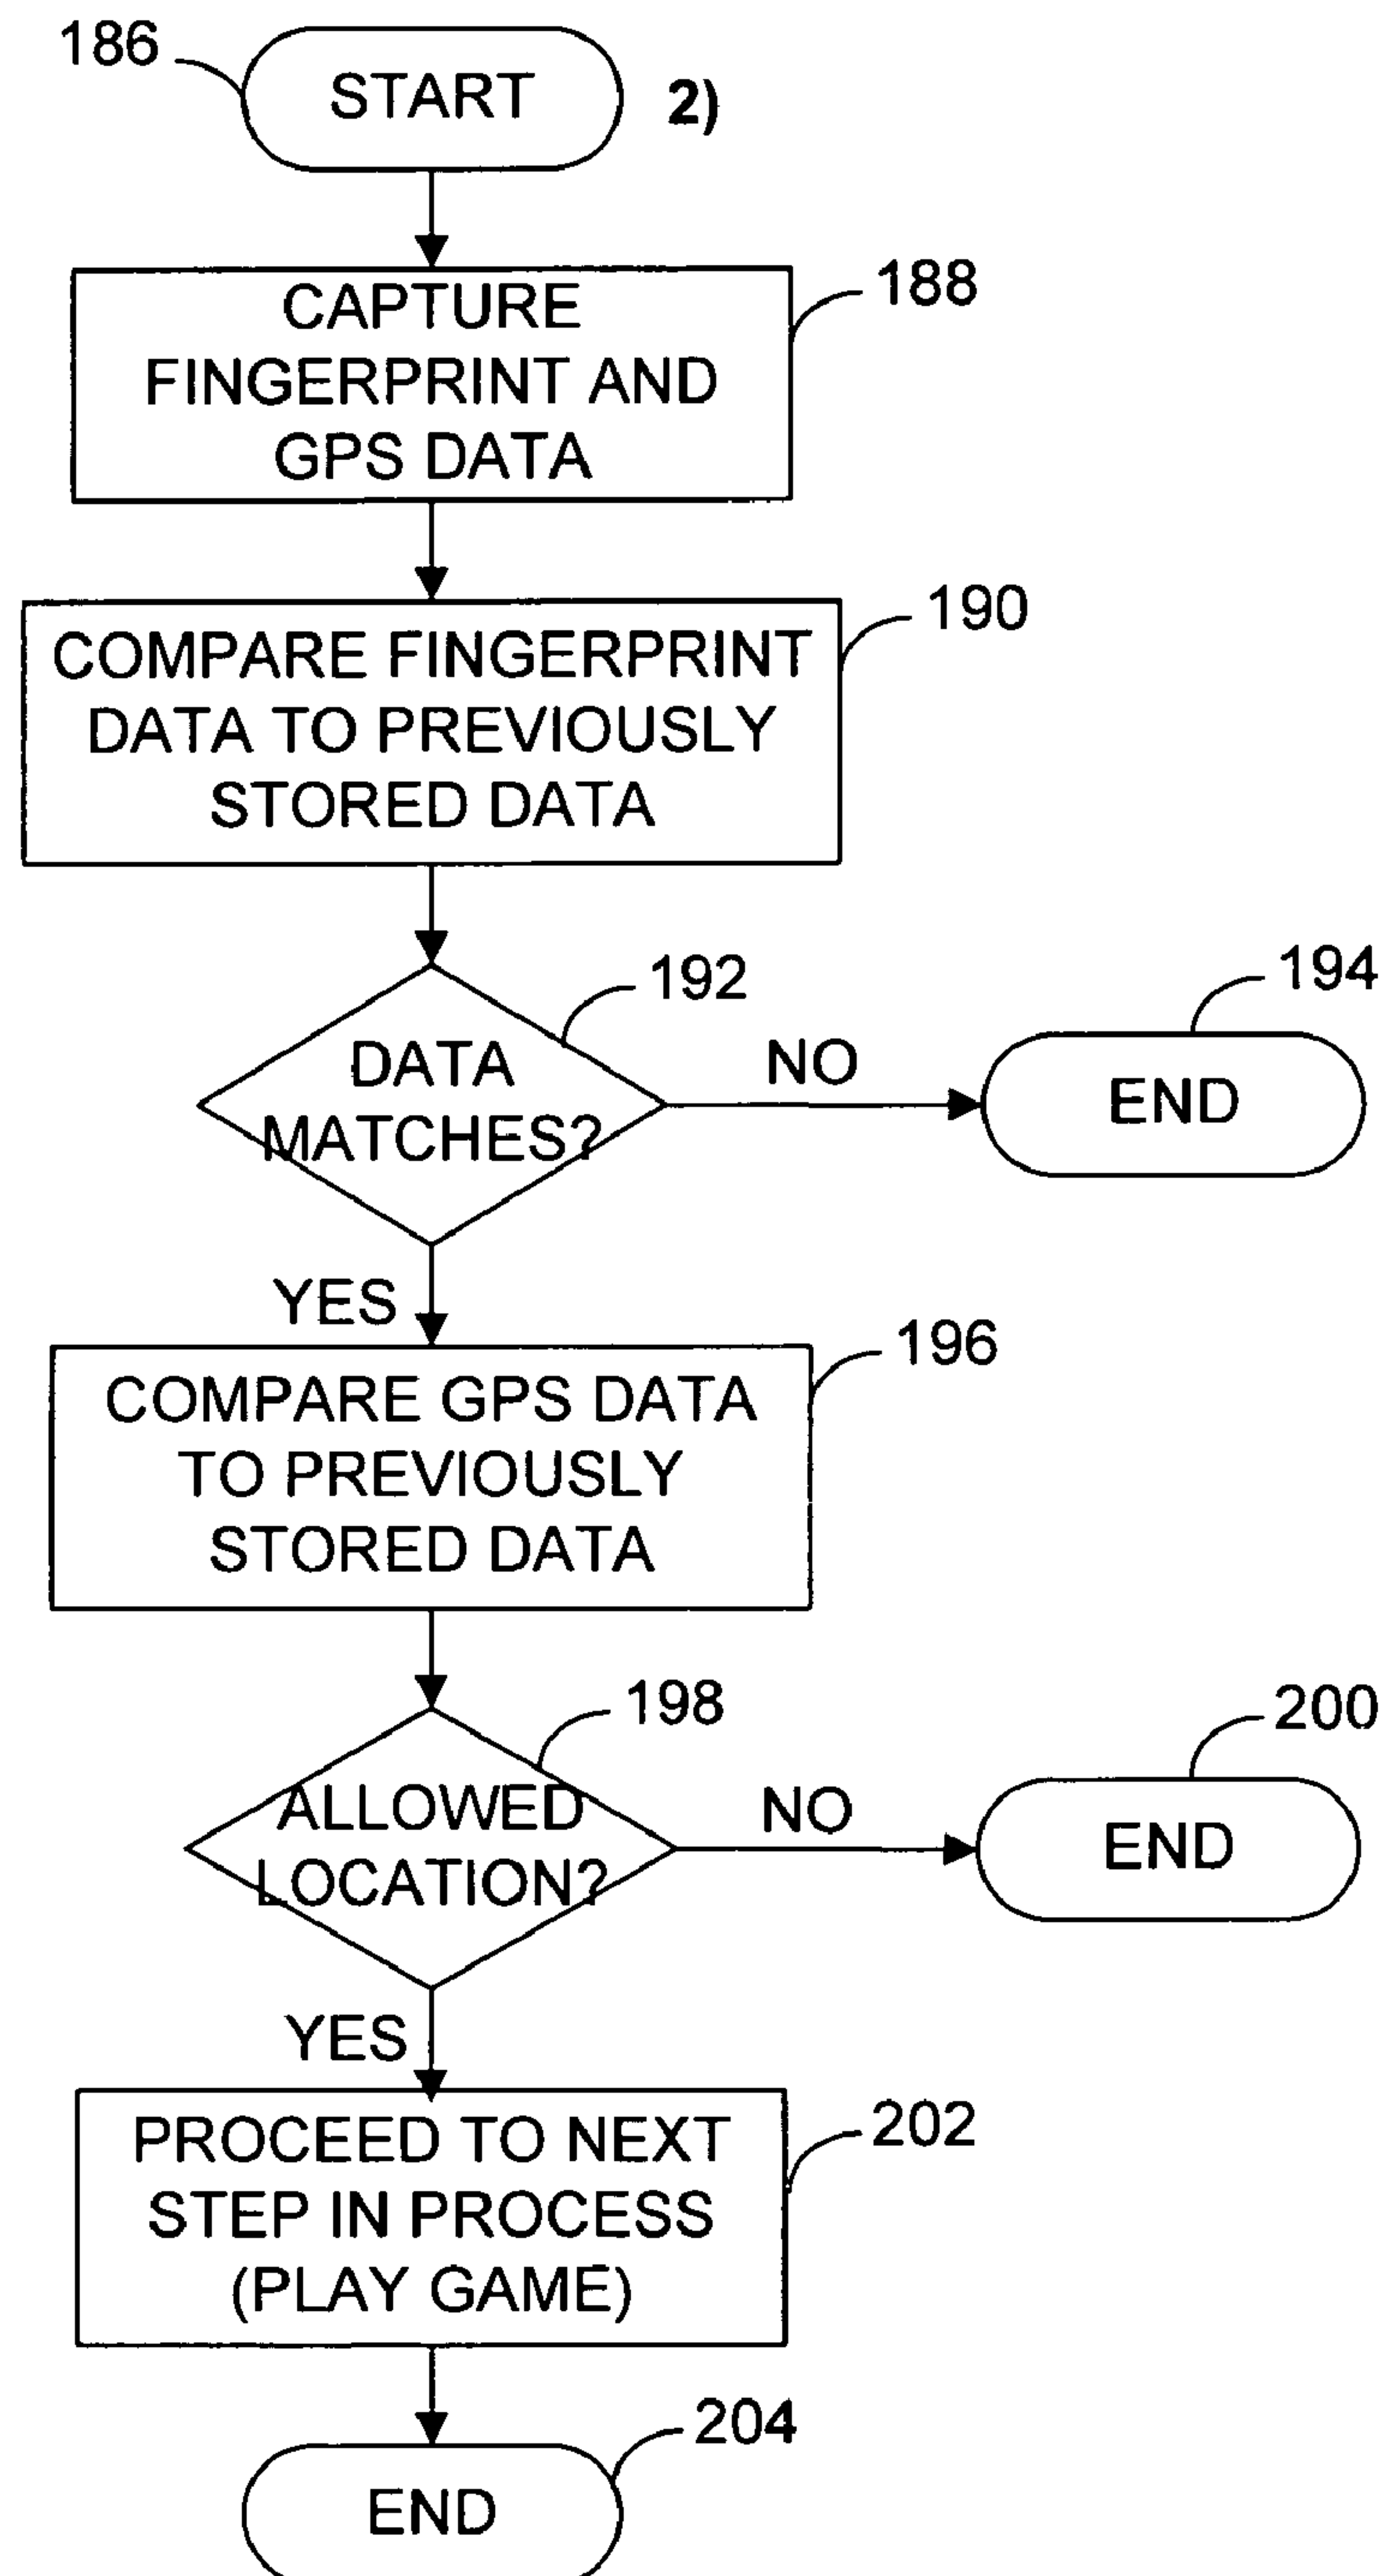 186
START
2)
CAPTURE
FINGERPRINT AND
GPS DATA
188
COMPARE FINGERPRINT
DATA TO PREVIOUSLY
STORED DATA
190
DATA
MATCHES?
192
NO
END
194
YES
COMPARE GPS DATA
TO PREVIOUSLY
STORED DATA
196
ALLOWED
LOCATION?
198
NO
END
200
YES
PROCEED TO NEXT
STEP IN PROCESS
(PLAY GAME)
202
END
204